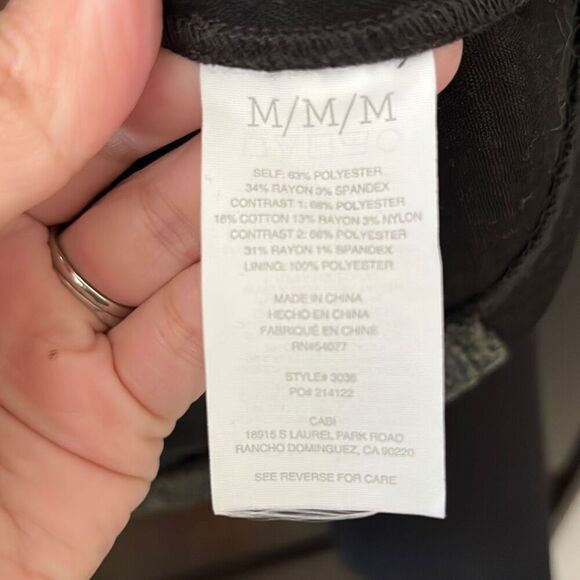 M/M/M
SELF: 63% POLYESTER
34% RAYON 3% SPANDEX
CONTRAST 1: 68% POLYESTER
16% COTTON 13% RAYON 3% NYLON
CONTRAST 2: 68% POLYESTER
31% RAYON 1% SPANDEX
LINING: 100% POLYESTER
MADE IN CHINA
HECHO EN CHINA
FABRIQUÉ EN CHINE
RN#54077
STYLE# 3036
PO# 214122
CABI
18915 S LAUREL PARK ROAD
RANCHO DOMINGUEZ, CA 90220
SEE REVERSE FOR CARE